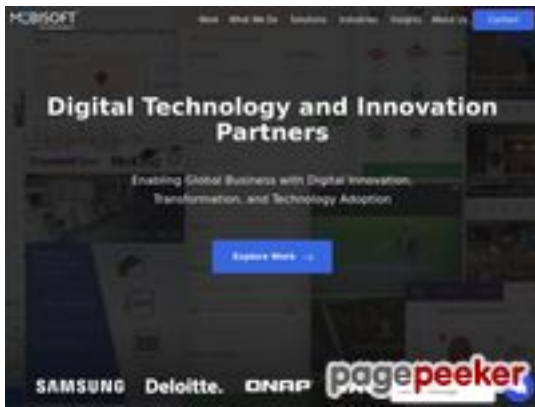 MOBISOFT
Work What We Do Solutions Industries Insights About Us Contact
Digital Technology and Innovation
Partners
Enabling Global Business with Digital Innovation,
Transformation, and Technology Adoption
Explore Work →
SAMSUNG Deloitte. QNAP
pagepeeker